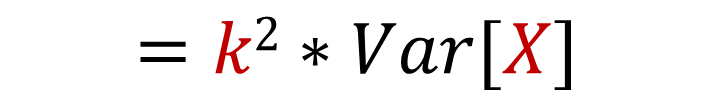 = k² * Var[X]